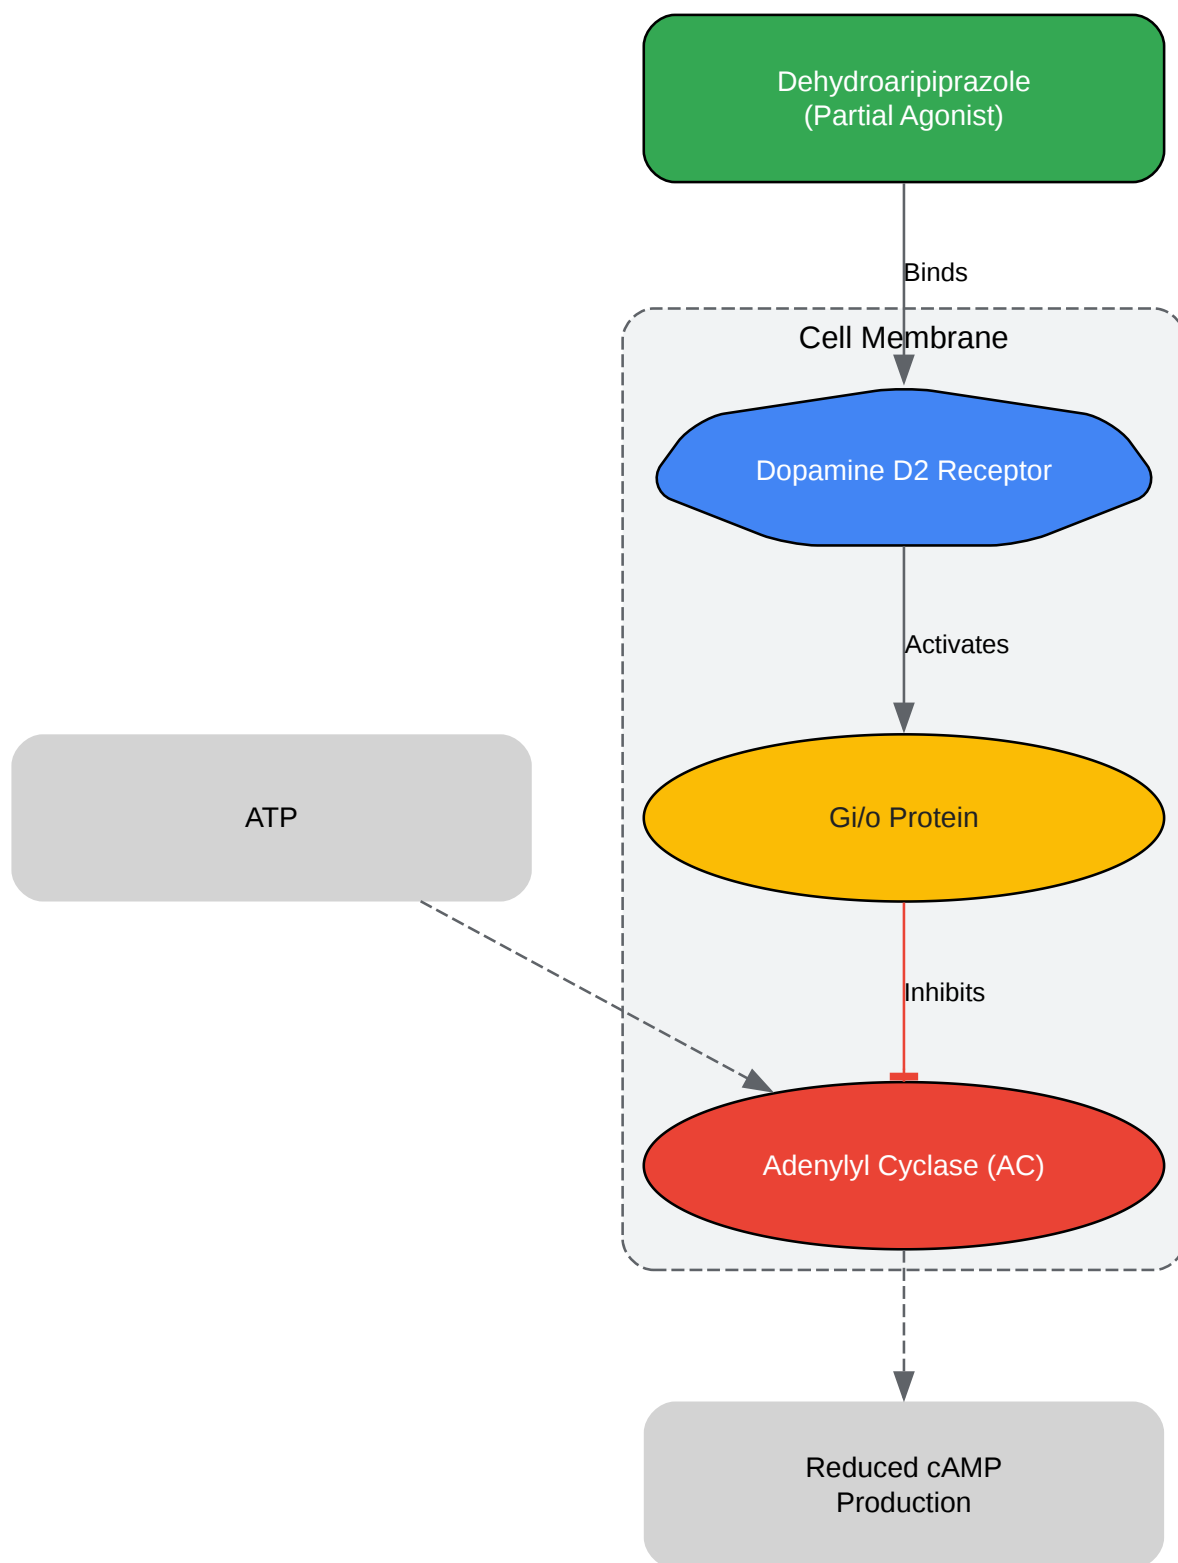 Dehydroaripiprazole
(Partial Agonist)
Binds
Cell Membrane
Dopamine D2 Receptor
Activates
ATP
Gi/o Protein
Inhibits
Adenylyl Cyclase (AC)
Reduced cAMP
Production